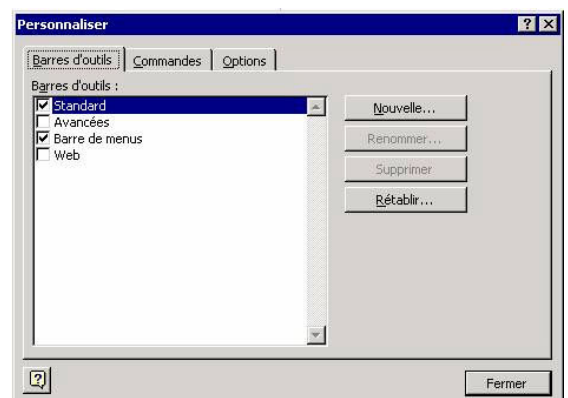 Personnaliser
Barres d'outils
Commandes
Options
Barres d'outils :
Standard
Avancées
Barre de menus
Web
Nouvelle...
Renommer...
Supprimer
Rétablir...
Fermer